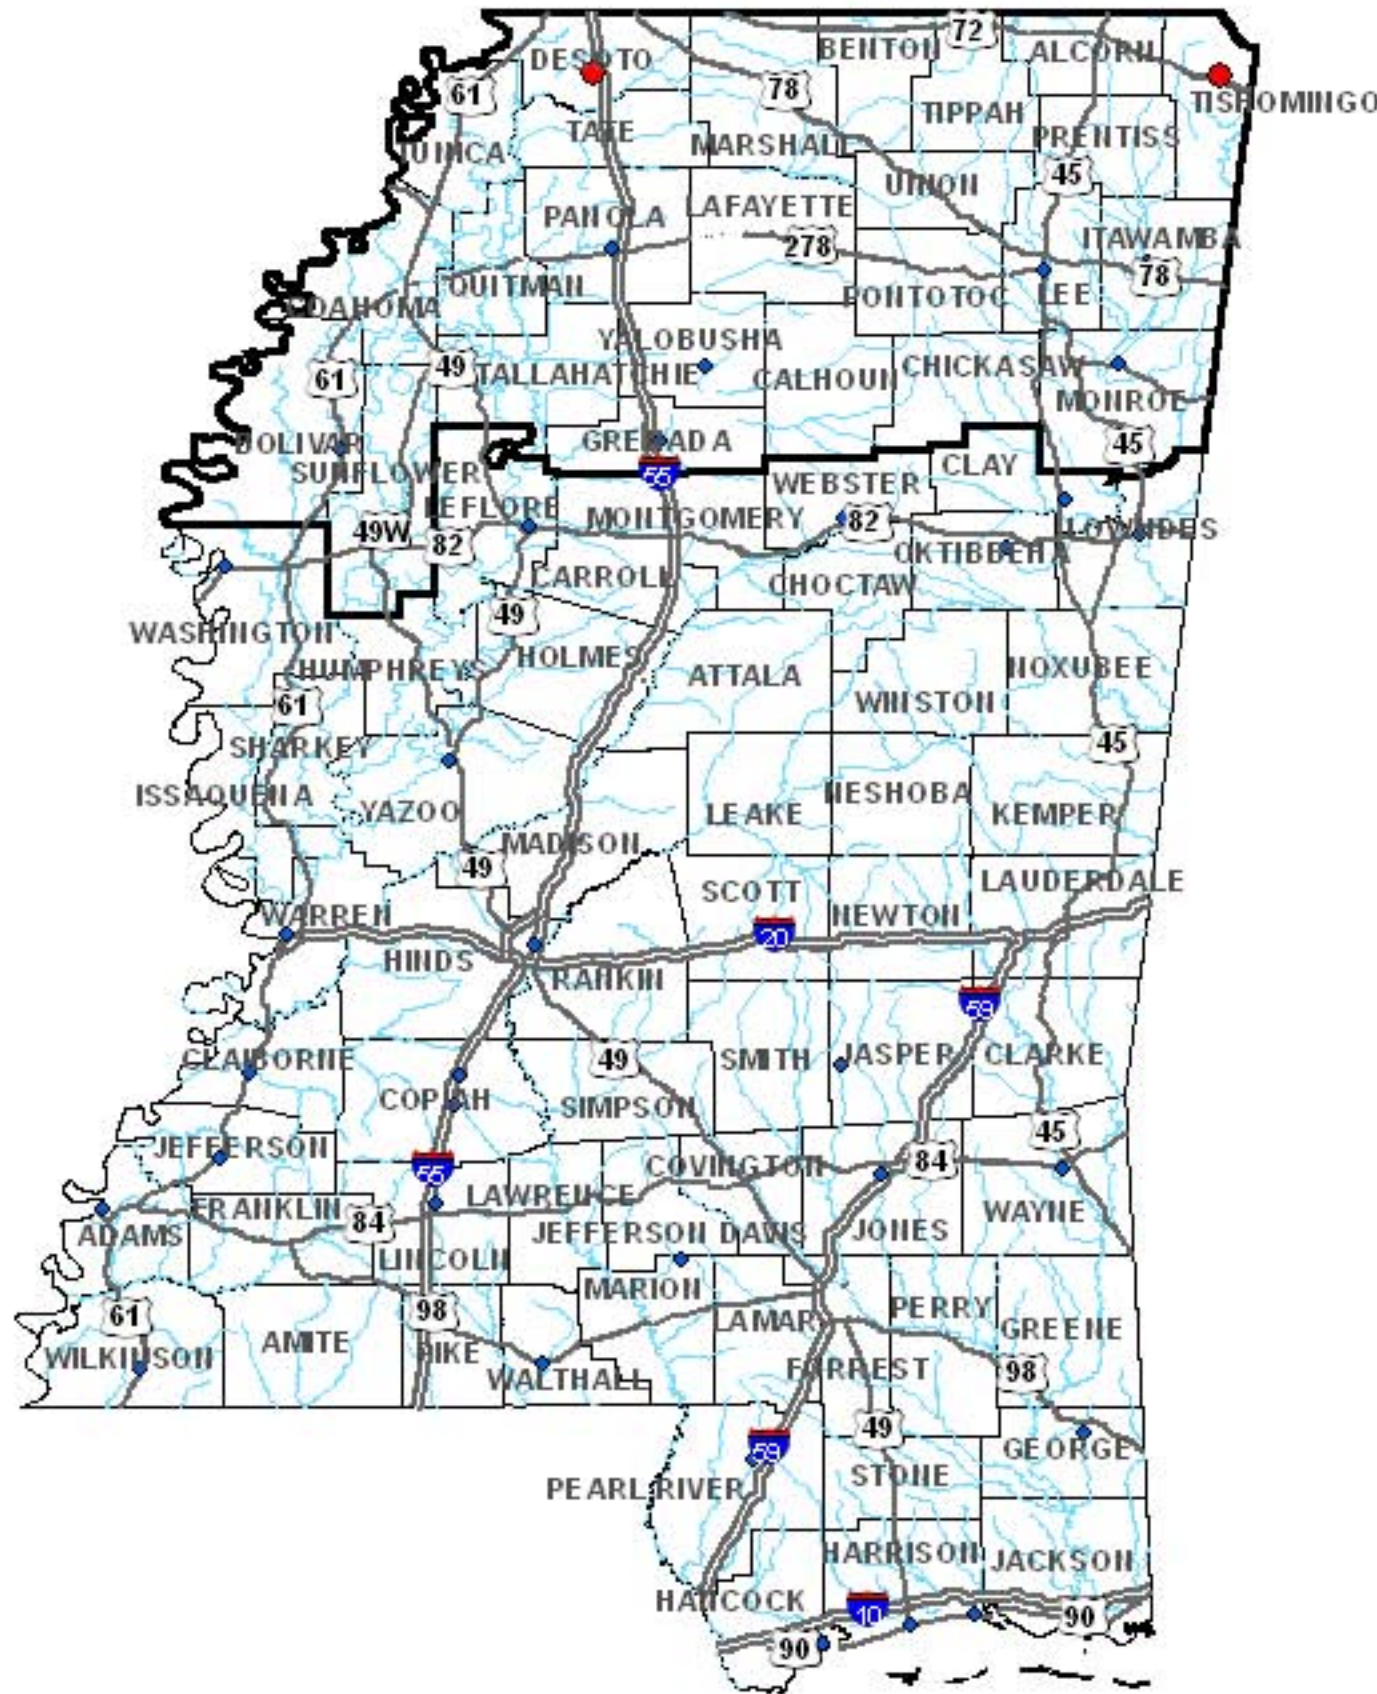 72
BENTON
ALCORN
DESOTO
61
78
TISHOMINGO
TIPPAH
TATE
PRENTISS
MARSHALL
TUNICA
45
UNION
LAFAYETTE
PANOLA
ITAWAMBA
278
78
QUITMAN
PONTOTOC
LEE
COAHOMA
YALOBUSHA
49
CHICKASAW
61
TALLAHATCHIE
CALHOUN
MONROE
BOLIVAR
GRENADA
45
CLAY
SUNFLOWER
55
WEBSTER
LEFLORE
MONTGOMERY
82
49W
LOWNDES
82
OKTIBBEHA
CARROLL
CHOCTAW
49
WASHINGTON
HOLMES
HUMPHREYS
ATTALA
NOXUBEE
WINSTON
61
SHARKEY
45
ISSAQUENA
NESHOBA
YAZOO
LEAKE
KEMPER
MADISON
49
LAUDERDALE
SCOTT
WARREN
NEWTON
20
HINDS
RANKIN
59
CLAIBORNE
49
SMITH
JASPER
CLARKE
COPIAH
SIMPSON
45
JEFFERSON
55
COVINGTON
84
LAWRENCE
FRANKLIN
84
WAYNE
ADAMS
JEFFERSON DAVIS
JONES
LINCOLN
MARION
61
98
LAMAR
PERRY
AMITE
GREENE
WILKINSON
PIKE
WALTHALL
FORREST
98
49
59
GEORGE
PEARL RIVER
STONE
HARRISON
JACKSON
HANCOCK
10
90
90